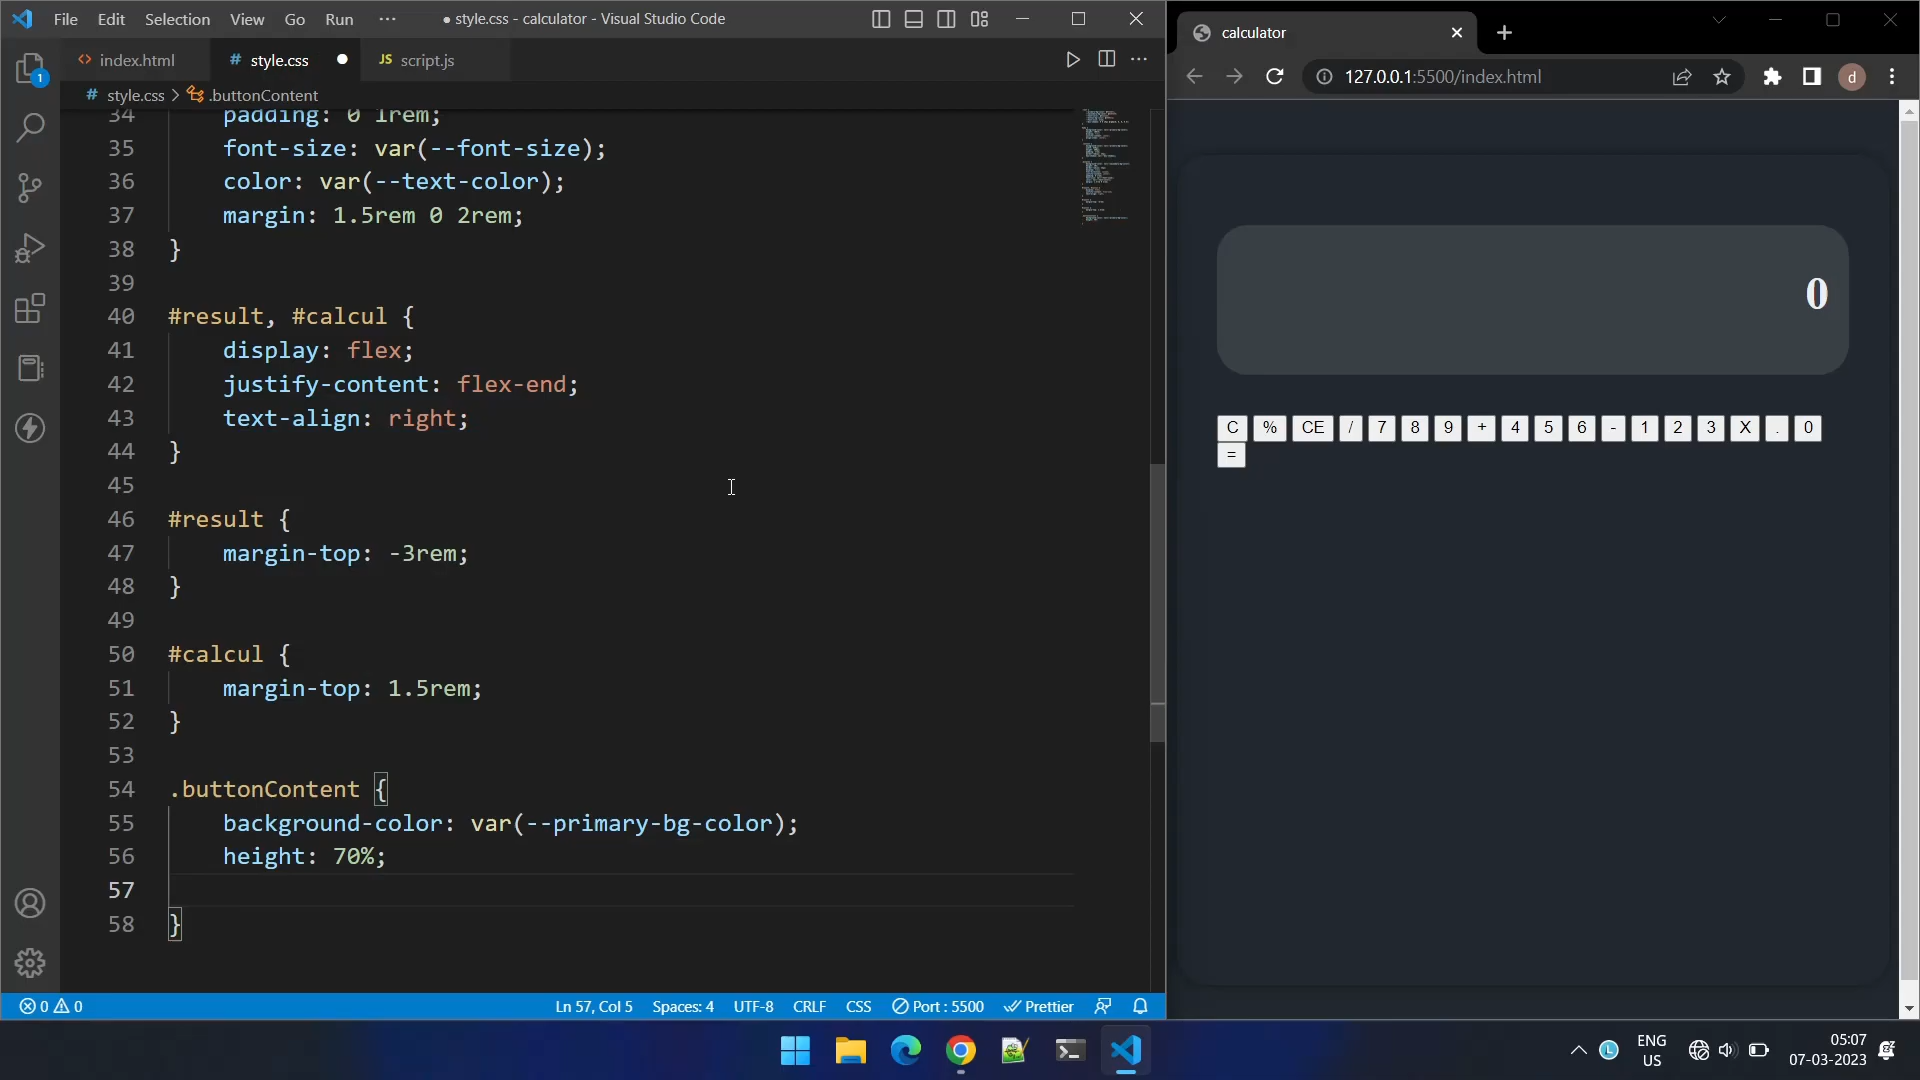 File Edit Selection View Go Run ··· ● style.css - calculator - Visual Studio Code
index.html # style.css ● JS script.js
# style.css > .buttonContent
34 padding: 0 1rem;
35 font-size: var(--font-size);
36 color: var(--text-color);
37 margin: 1.5rem 0 2rem;
38 }
39
40 #result, #calcul {
41 display: flex;
42 justify-content: flex-end;
43 text-align: right;
44 }
45
46 #result {
47 margin-top: -3rem;
48 }
49
50 #calcul {
51 margin-top: 1.5rem;
52 }
53
54 .buttonContent {
55 background-color: var(--primary-bg-color);
56 height: 70%;
57
58 }
1
0 0 Ln 57, Col 5 Spaces: 4 UTF-8 CRLF CSS Port : 5500 Prettier
calculator
127.0.0.1:5500/index.html d
0
C % CE / 7 8 9 + 4 5 6 - 1 2 3 X . 0
=
L ENG 05:07
US 07-03-2023